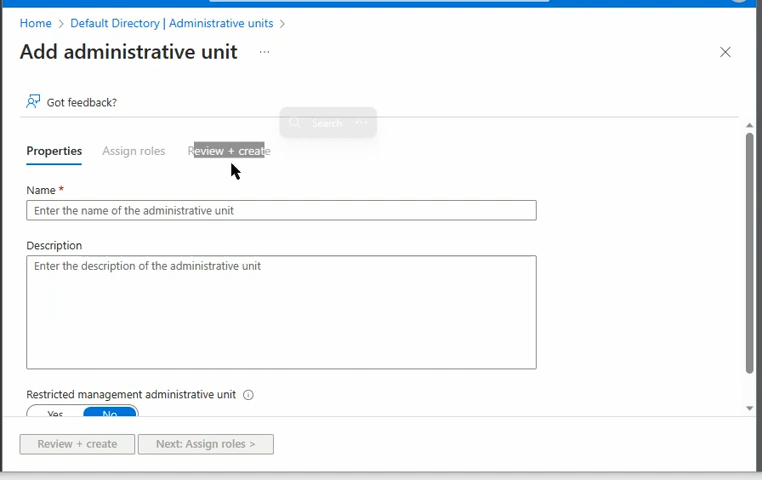 Home > Default Directory | Administrative units >
Add administrative unit ...
Got feedback?
Search ...
Properties Assign roles Review + create
Name *
Enter the name of the administrative unit
Description
Enter the description of the administrative unit
Restricted management administrative unit
Yes No
Review + create Next: Assign roles >